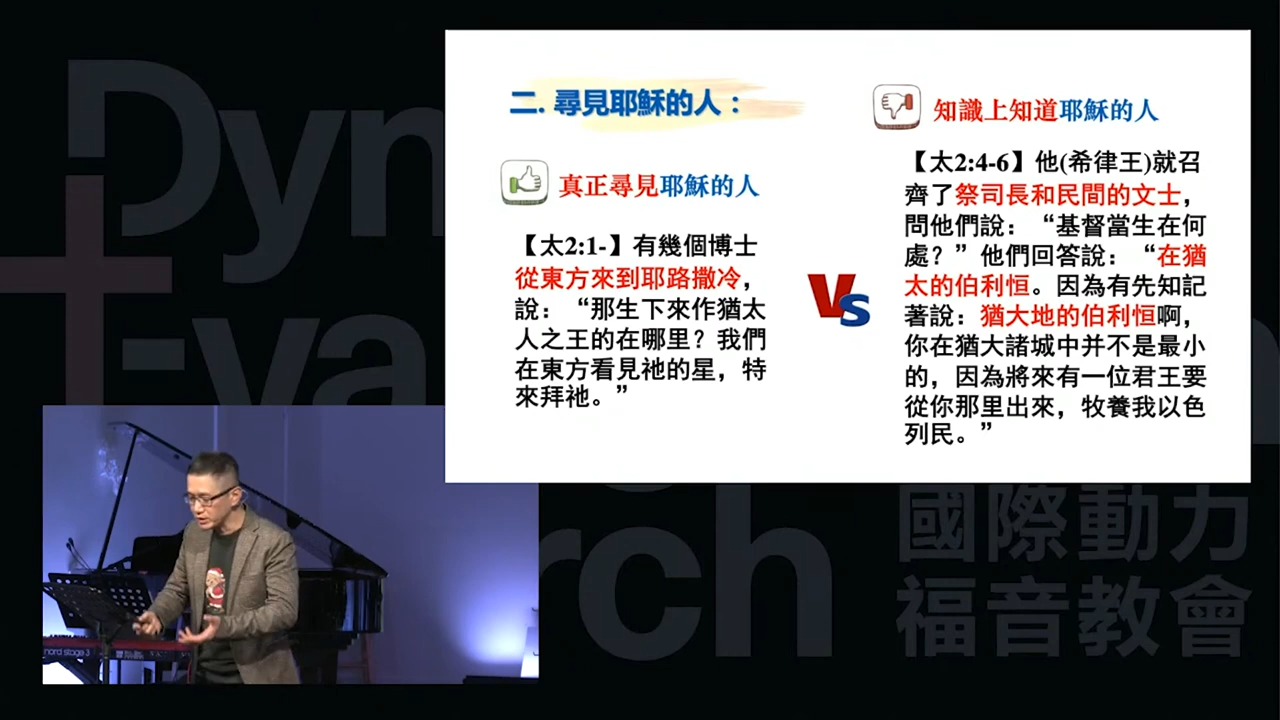 二. 尋見耶穌的人：
真正尋見耶穌的人
【太2:1-】有幾個博士
從東方來到耶路撒冷，
說：“那生下來作猶太
人之王的在哪里？我們
在東方看見祂的星，特
來拜祂。”
VS
知識上知道耶穌的人
【太2:4-6】他(希律王)就召
齊了祭司長和民間的文士，
問他們說：“基督當生在何
處？”他們回答說：“在猶
太的伯利恒。因為有先知記
著說：猶大地的伯利恒啊，
你在猶大諸城中并不是最小
的，因為將來有一位君王要
從你那里出來，牧養我以色
列民。”
nord stage 3
國際動力
福音教會